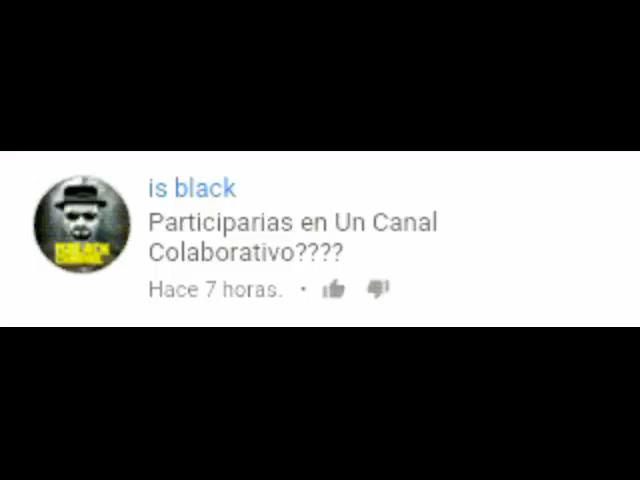 is black
Participarias en Un Canal
Colaborativo????
Hace 7 horas.